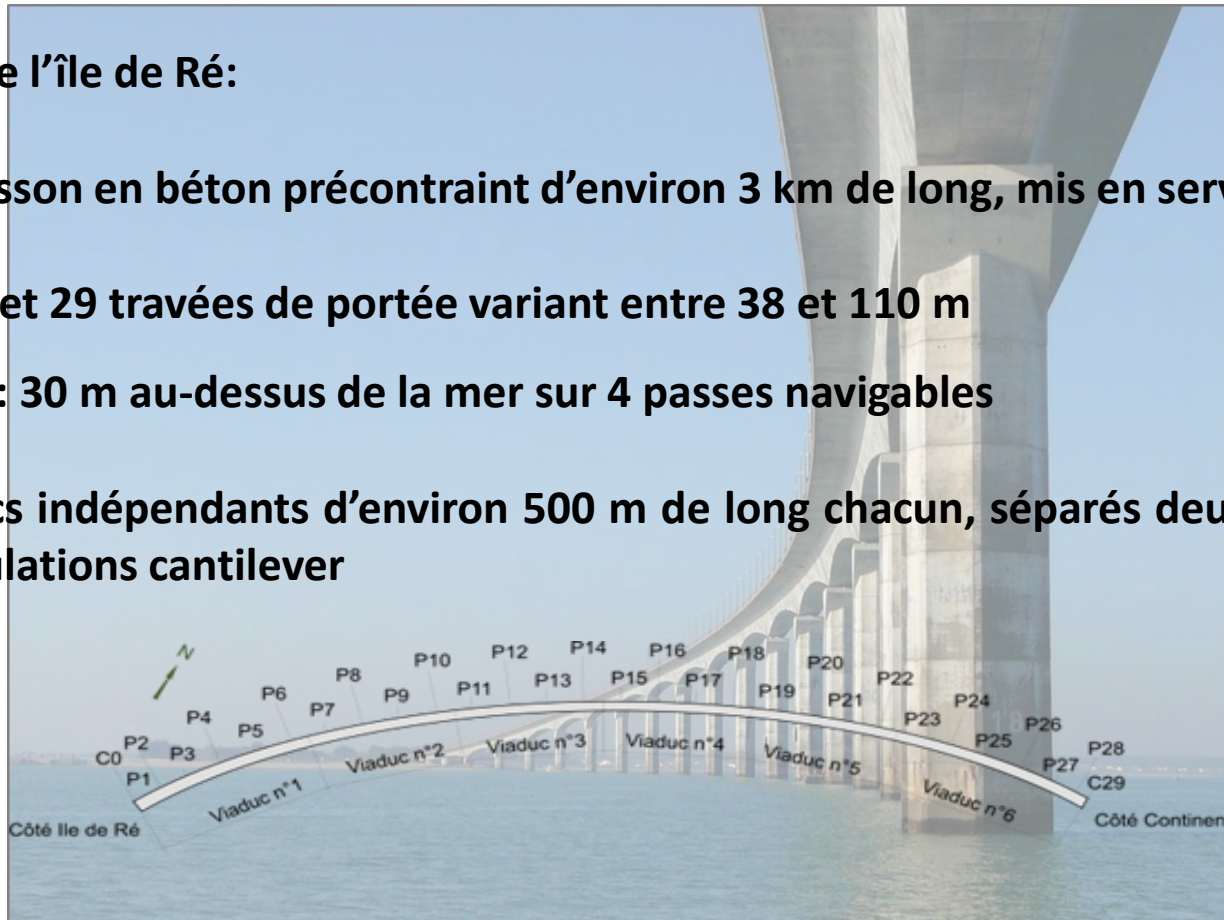 e l’île de Ré:
sson en béton précontraint d’environ 3 km de long, mis en serv
et 29 travées de portée variant entre 38 et 110 m
: 30 m au-dessus de la mer sur 4 passes navigables
cs indépendants d’environ 500 m de long chacun, séparés deu
ulations cantilever
N
C0 P1 P2 P3 P4 P5 P6 P7 P8 P9 P10 P11 P12 P13 P14 P15 P16 P17 P18 P19 P20 P21 P22 P23 P24 P25 P26 P27 P28 C29
Viaduc n°1 Viaduc n°2 Viaduc n°3 Viaduc n°4 Viaduc n°5 Viaduc n°6
Côté Ile de Ré
Côté Continen
18